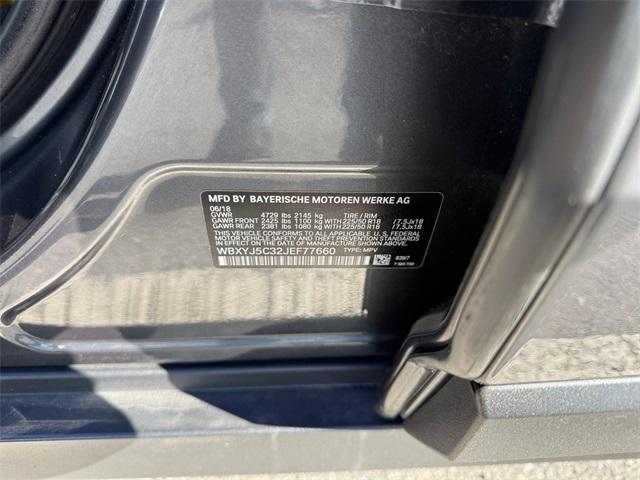 MFD BY BAYERISCHE MOTOREN WERKE AG
06/18
GVWR 4729 lbs 2145 kg TIRE / RIM
GAWR FRONT 2425 lbs 1100 kg WITH 225/50 R18 /7.5Jx18
GAWR REAR 2381 lbs 1080 kg WITH 225/50 R18 /7.5Jx18
THIS VEHICLE CONFORMS TO ALL APPLICABLE U.S. FEDERAL
MOTOR VEHICLE SAFETY, BUMPER, AND THEFT PREVENTION
STANDARDS IN EFFECT ON THE DATE OF MANUFACTURE SHOWN ABOVE.
WBXYJ5C32JEF77660 TYPE: MPV